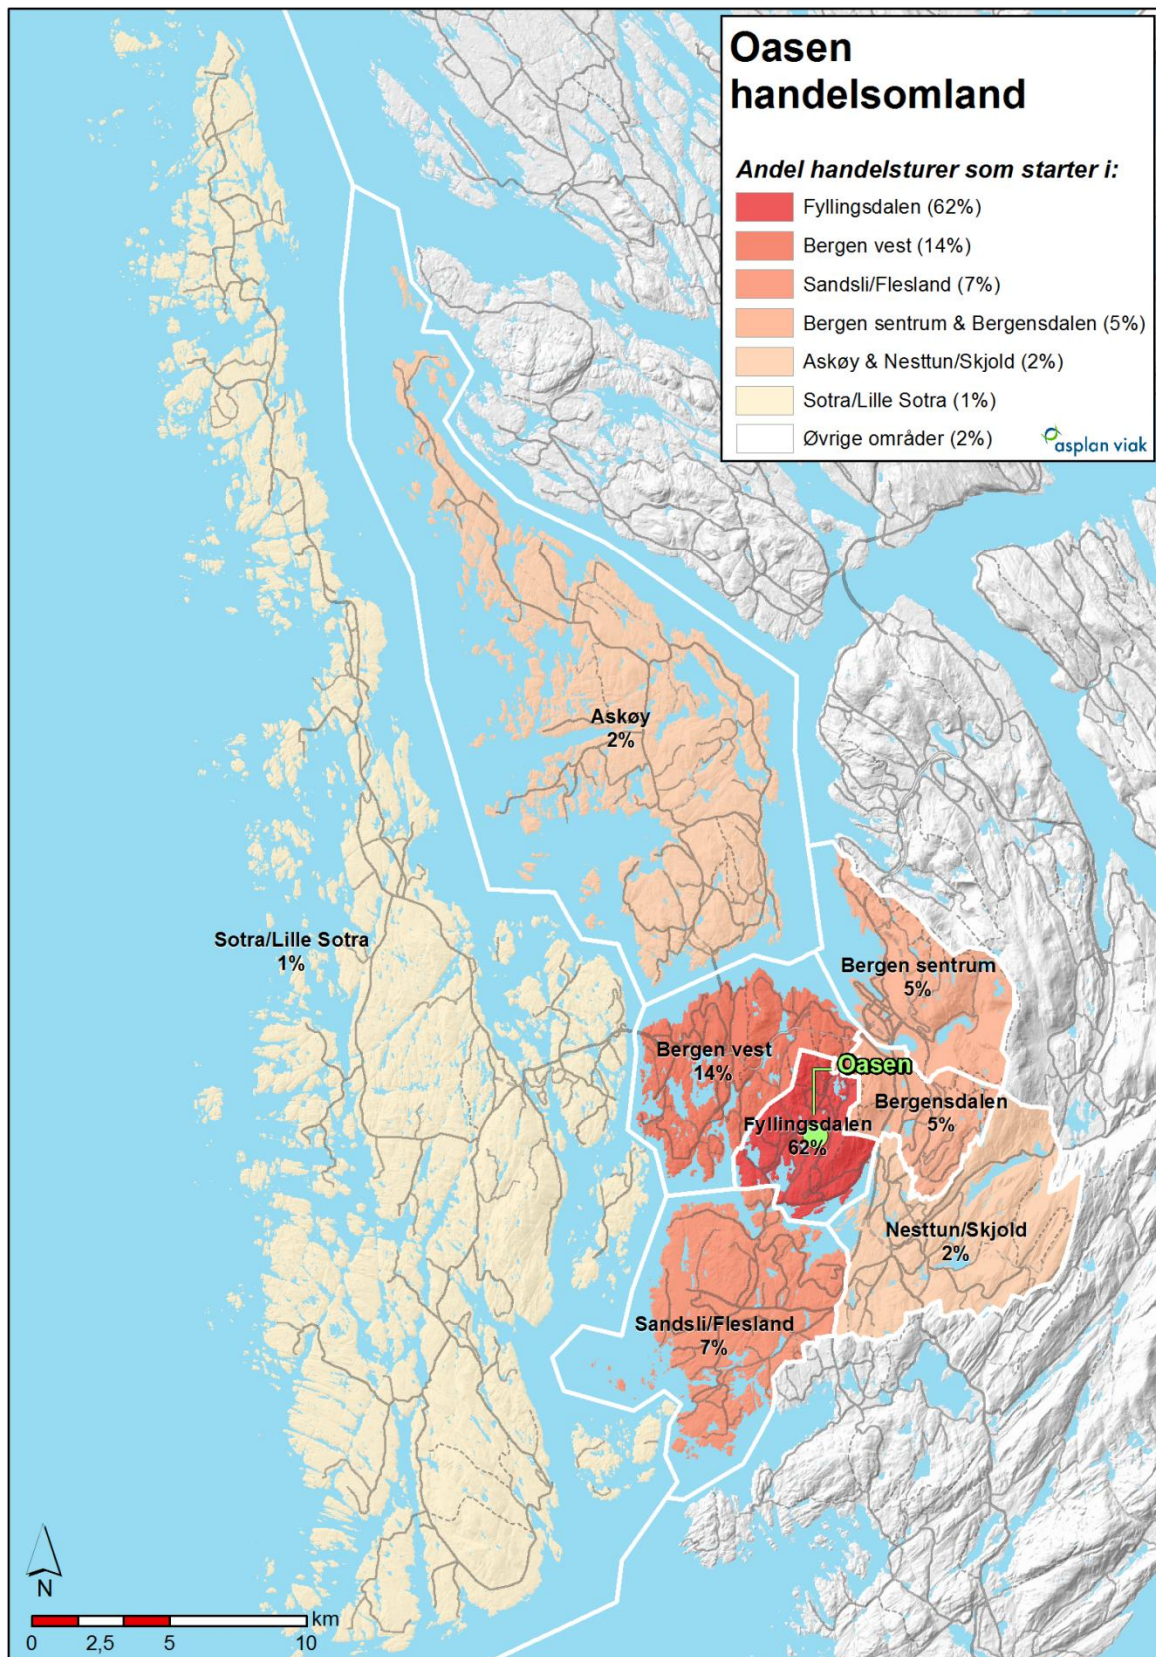 Oasen
handelsomland
Andel handelsturer som starter i:
Fyllingsdalen (62%)
Bergen vest (14%)
Sandsli/Flesland (7%)
Bergen sentrum & Bergensdalen (5%)
Askøy & Nesttun/Skjold (2%)
Sotra/Lille Sotra (1%)
Øvrige områder (2%)
asplan viak
Askøy
2%
Sotra/Lille Sotra
1%
Bergen sentrum
5%
Bergen vest
14%
Oasen
Bergensdalen
5%
Fyllingsdalen
62%
Nesttun/Skjold
2%
Sandsli/Flesland
7%
N
km
0 2,5 5 10